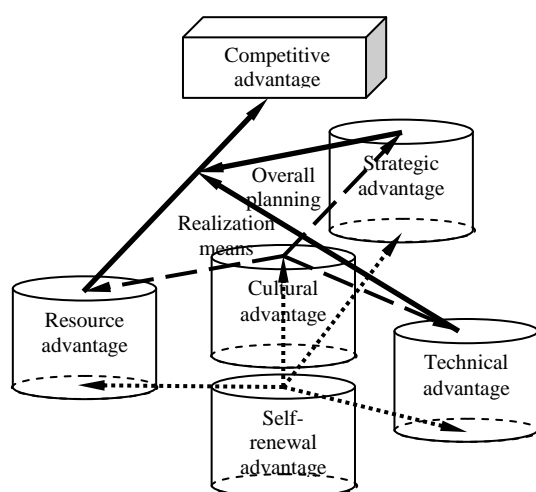 Competitive
advantage
Strategic
advantage
Overall
planning
Realization
means
Cultural
advantage
Resource
advantage
Technical
advantage
Self-
renewal
advantage